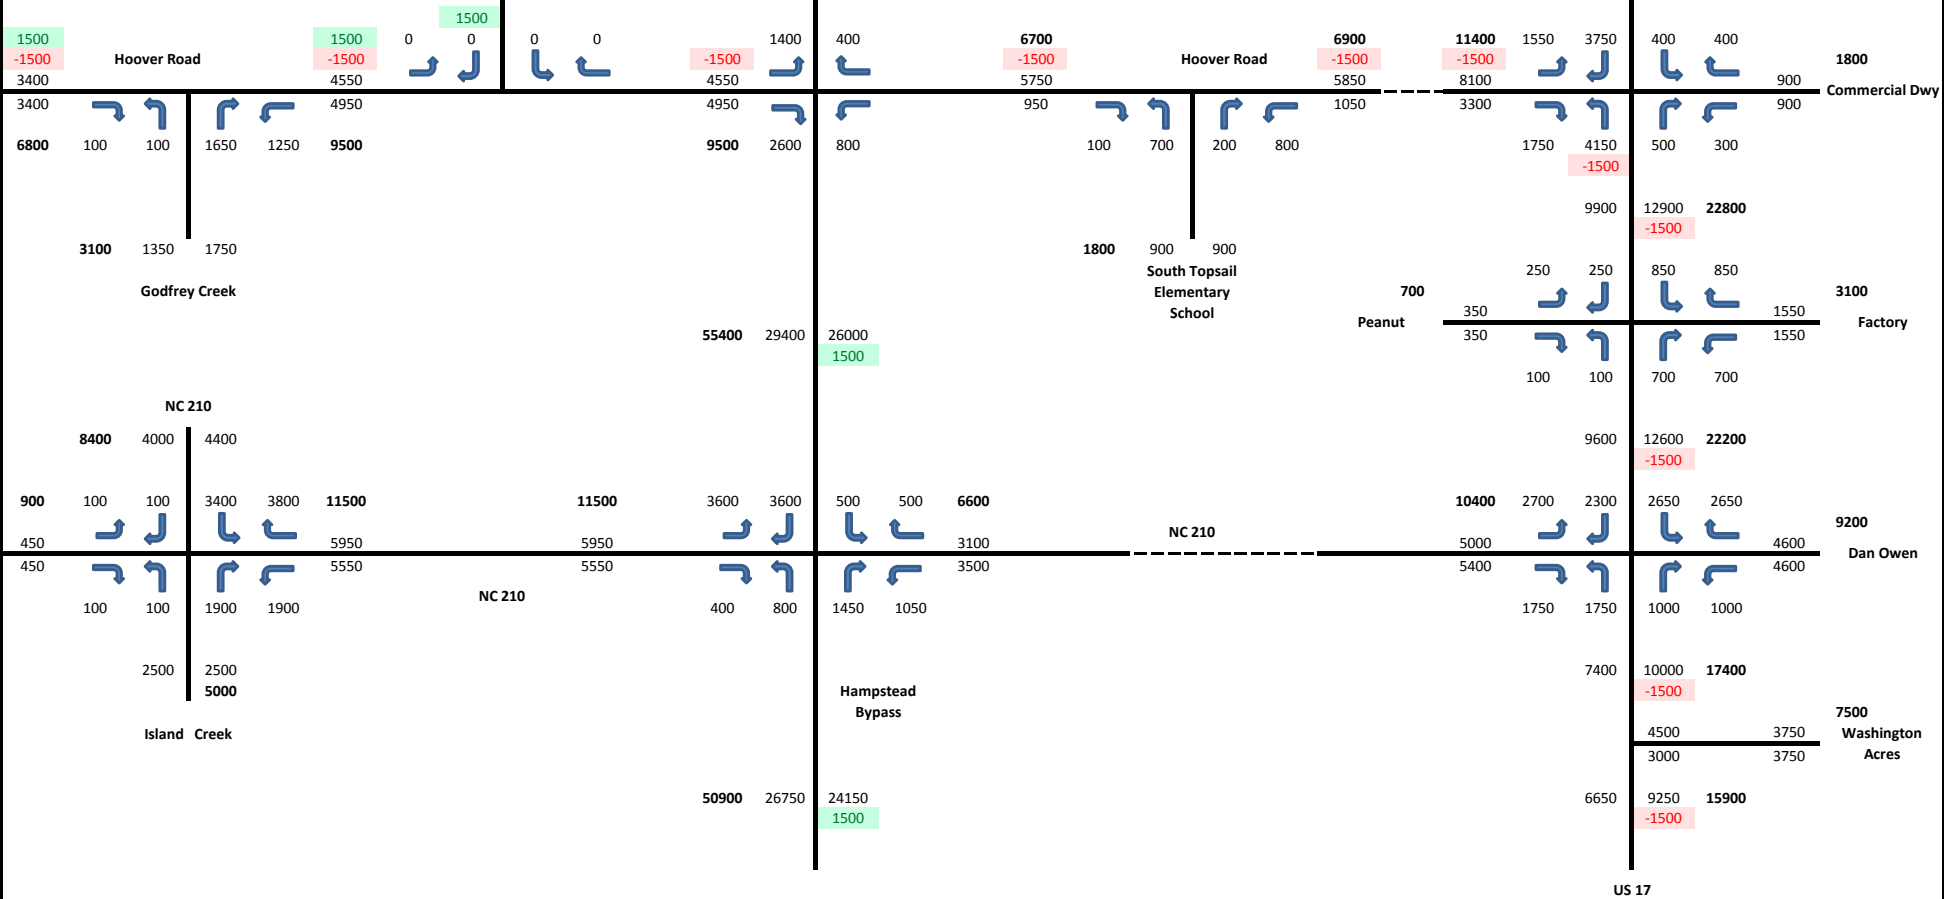 1500
1500 1500 0 0 0 0 1400 400 6700 6900 11400 1550 3750 400 400
-1500 Hoover Road -1500 -1500 -1500 Hoover Road -1500 -1500 1800
3400 4550 4550 5750 5850 8100 900
Commercial Dwy
3400 4950 4950 950 1050 3300 900
6800 100 100 1650 1250 9500 9500 2600 800 100 700 200 800 1750 4150 500 300
-1500
9900 12900 22800
-1500
3100 1350 1750 1800 900 900
South Topsail 250 250 850 850
Godfrey Creek Elementary 700 3100
School 350 1550
Peanut Factory
55400 29400 26000 350 1550
1500
100 100 700 700
NC 210
8400 4000 4400 9600 12600 22200
-1500
900 100 100 3400 3800 11500 11500 3600 3600 500 500 6600 10400 2700 2300 2650 2650
NC 210 9200
450 5950 5950 3100 5000 4600
Dan Owen
450 5550 5550 3500 5400 4600
NC 210
100 100 1900 1900 400 800 1450 1050 1750 1750 1000 1000
2500 2500 7400 10000 17400
5000 Hampstead -1500
Bypass 7500
Island Creek 4500 3750 Washington
3000 3750 Acres
50900 26750 24150 6650 9250 15900
1500 -1500
US 17